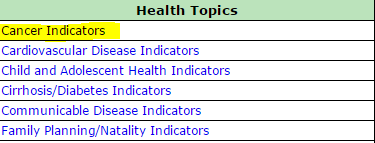 Health Topics
Cancer Indicators
Cardiovascular Disease Indicators
Child and Adolescent Health Indicators
Cirrhosis/Diabetes Indicators
Communicable Disease Indicators
Family Planning/Natality Indicators